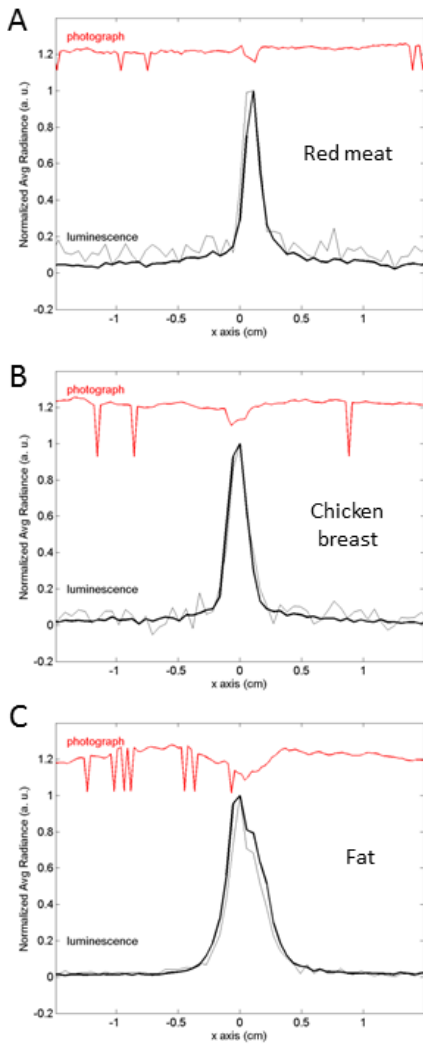 A
photograph
1.2
1
0.8
0.6
0.4
0.2
0
-0.2
Normalized Avg Radiance (a. u.)
Red meat
luminescence
-1
-0.5
0
0.5
1
x axis (cm)
B
photograph
1.2
1
0.8
0.6
0.4
0.2
0
-0.2
Normalized Avg Radiance (a. u.)
Chicken
breast
luminescence
-1
-0.5
0
0.5
1
x axis (cm)
C
photograph
1.2
1
0.8
0.6
0.4
0.2
0
-0.2
Normalized Avg Radiance (a. u.)
Fat
luminescence
-1
-0.5
0
0.5
1
x axis (cm)